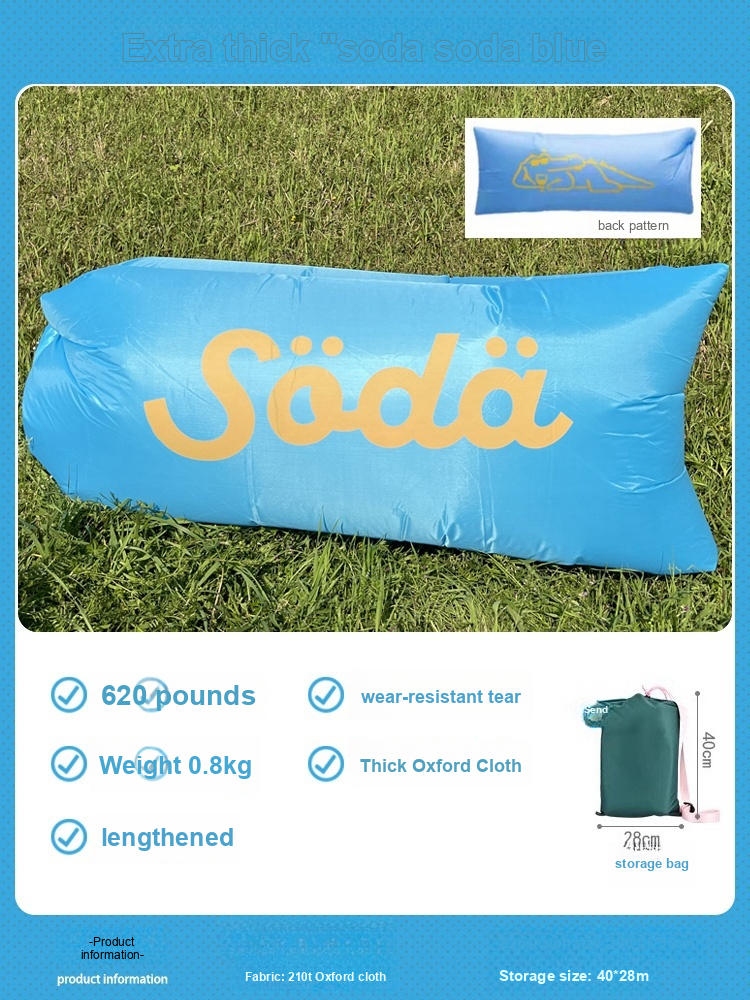 Extra thick "soda soda blue
back pattern
Södä
620 pounds
wear-resistant tear
Send
Weight 0.8kg
Thick Oxford Cloth
40cm
lengthened
28cm
storage bag
-Product
information-
product information
Fabric: 210t Oxford cloth
Storage size: 40*28m